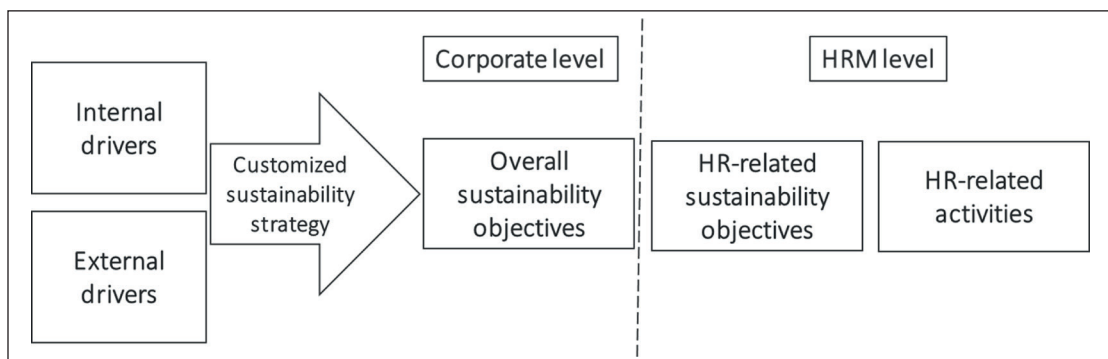 Corporate level
HRM level
Internal
drivers
External
drivers
Customized
sustainability
strategy
Overall
sustainability
objectives
HR-related
sustainability
objectives
HR-related
activities